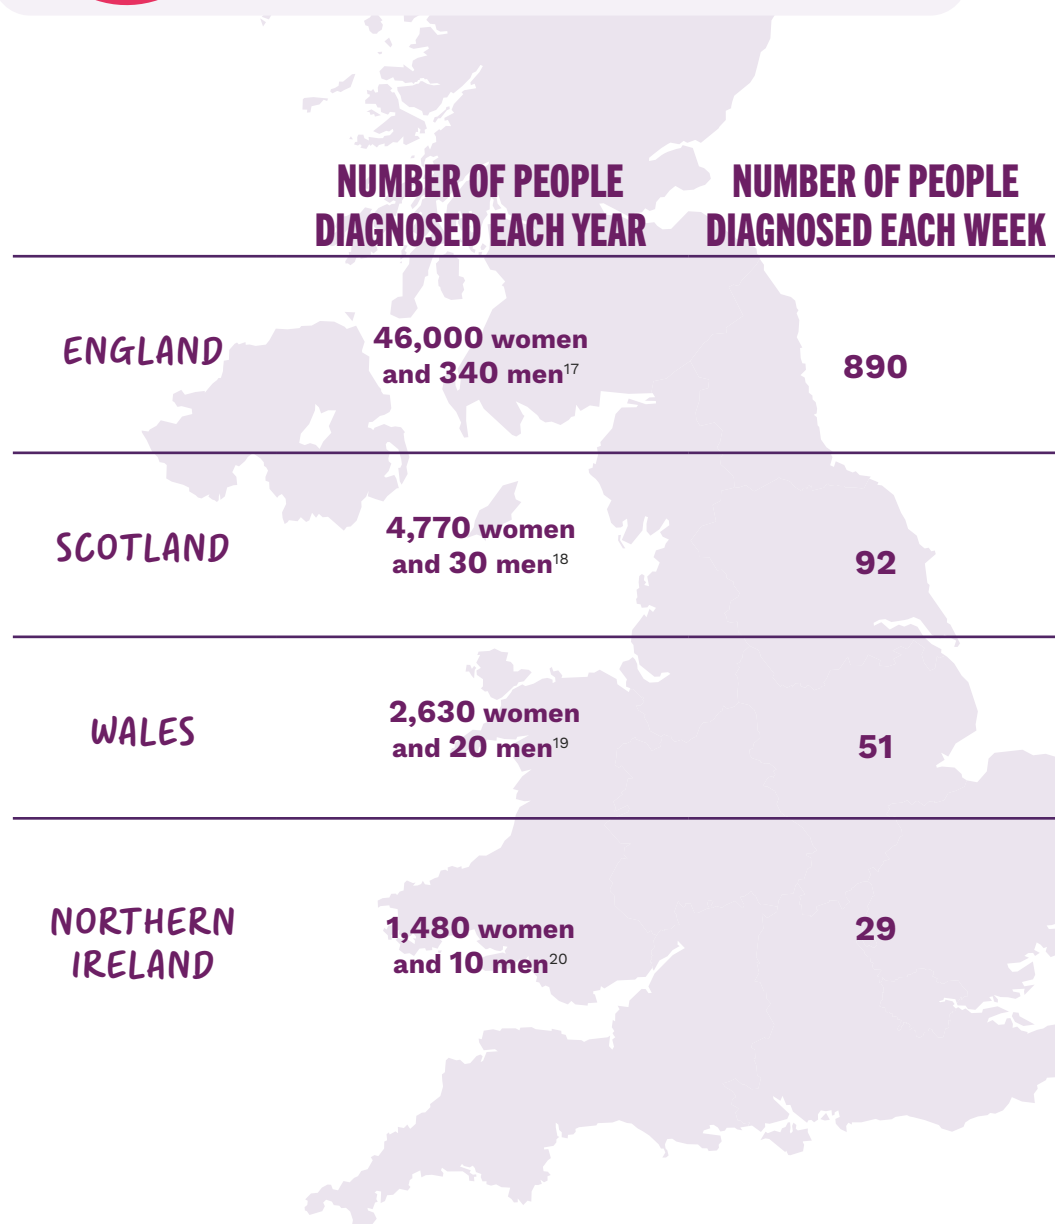 NUMBER OF PEOPLE
DIAGNOSED EACH YEAR
NUMBER OF PEOPLE
DIAGNOSED EACH WEEK
ENGLAND
46,000 women
and 340 men17
890
SCOTLAND
4,770 women
and 30 men18
92
WALES
2,630 women
and 20 men19
51
NORTHERN
IRELAND
1,480 women
and 10 men20
29